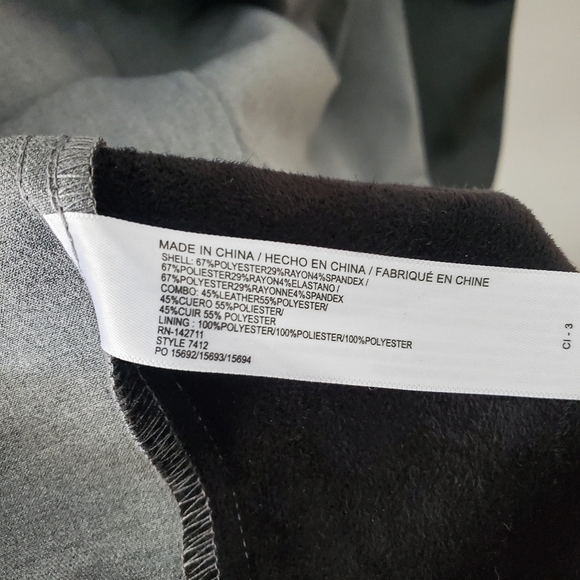 MADE IN CHINA / HECHO EN CHINA / FABRIQUÉ EN CHINE
SHELL: 67%POLYESTER29%RAYON4%SPANDEX /
67%POLIESTER29%RAYON4%ELASTANO /
67%POLYESTER29%RAYONNE4%SPANDEX
COMBO: 45%LEATHER55%POLYESTER/
45%CUERO 55% POLIESTER/
45%CUIR 55% POLYESTER
LINING : 100%POLYESTER/100%POLIESTER/100%POLYESTER
RN-142711
STYLE 7412
PO 15692/15693/15694
CI - 3